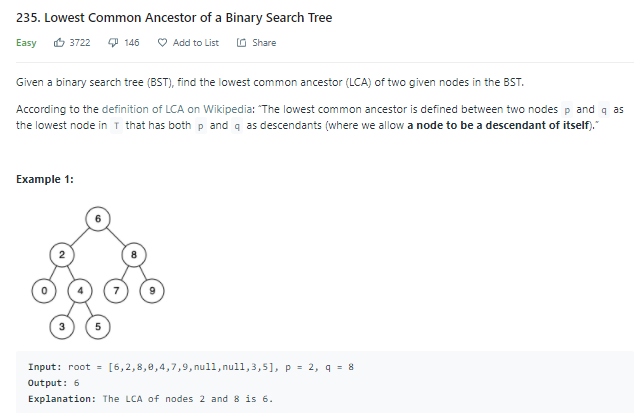 235. Lowest Common Ancestor of a Binary Search Tree
Easy 3722 146 Add to List Share
Given a binary search tree (BST), find the lowest common ancestor (LCA) of two given nodes in the BST.
According to the definition of LCA on Wikipedia: “The lowest common ancestor is defined between two nodes p and q as
the lowest node in T that has both p and q as descendants (where we allow a node to be a descendant of itself).”
Example 1:
6
2 8
0 4 7 9
3 5
Input: root = [6,2,8,0,4,7,9,null,null,3,5], p = 2, q = 8
Output: 6
Explanation: The LCA of nodes 2 and 8 is 6.